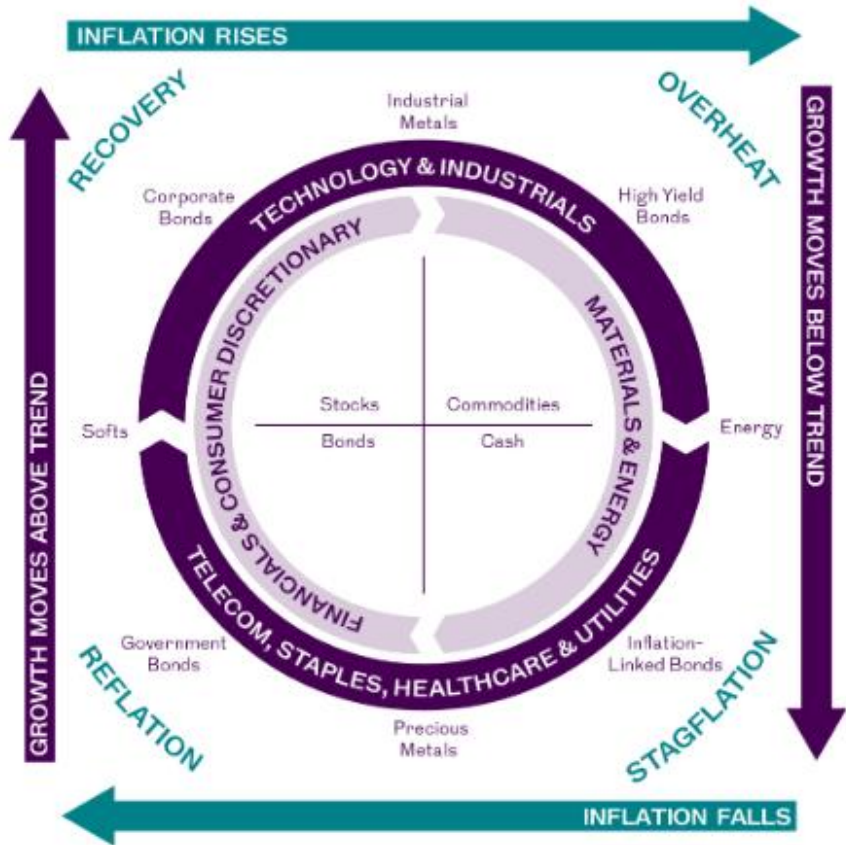 INFLATION RISES
RECOVERY
OVERHEAT
Industrial
Metals
GROWTH MOVES ABOVE TREND
GROWTH MOVES BELOW TREND
TECHNOLOGY & INDUSTRIALS
Corporate
Bonds
High Yield
Bonds
FINANCIALS & CONSUMER DISCRETIONARY
MATERIALS & ENERGY
Stocks
Commodities
Softs
Energy
Bonds
Cash
TELECOM, STAPLES, HEALTHCARE & UTILITIES
Government
Bonds
Inflation-
Linked Bonds
REFLATION
STAGFLATION
Precious
Metals
INFLATION FALLS